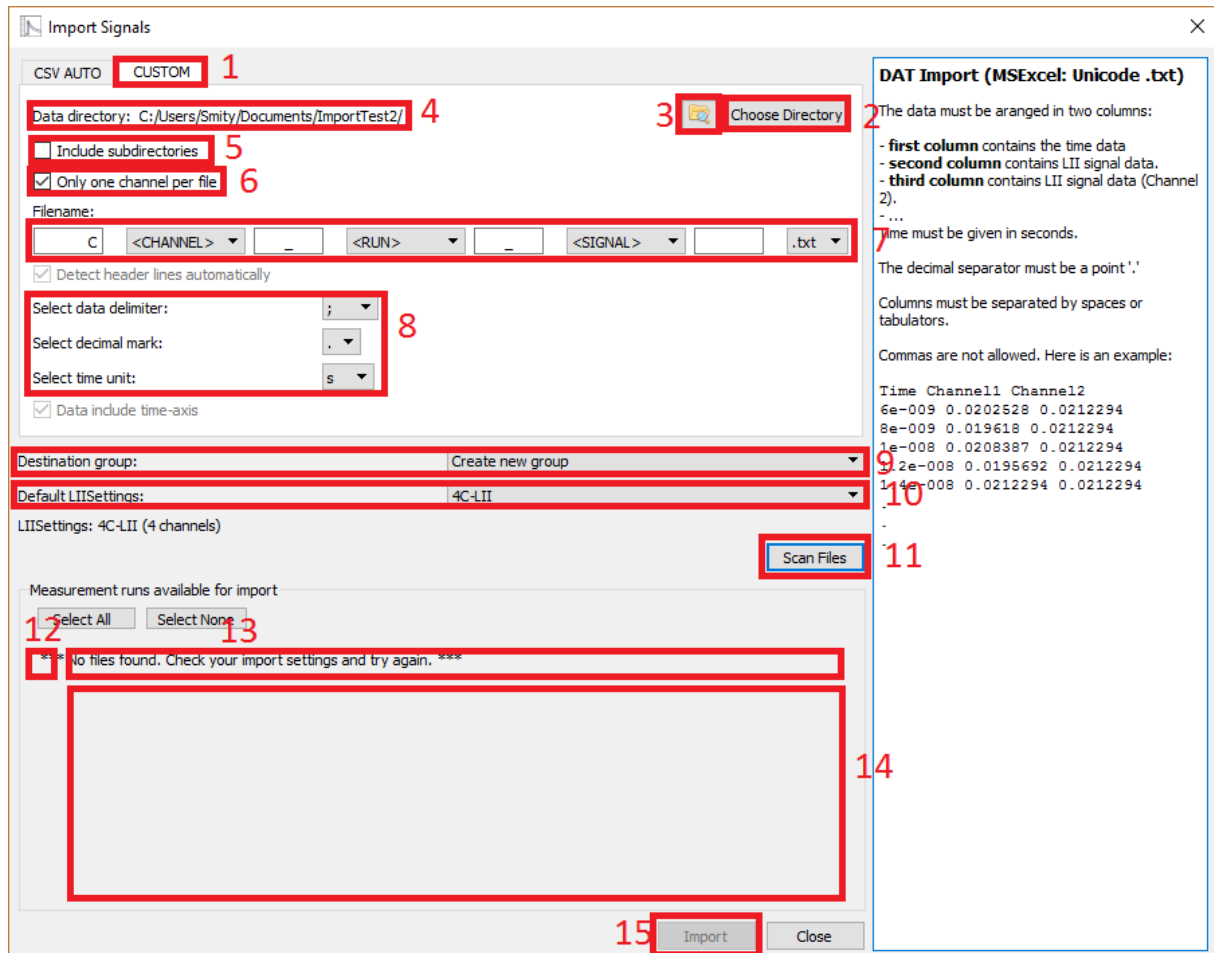 Import Signals
CSV AUTO CUSTOM 1
Data directory: C:/Users/Smity/Documents/ImportTest2/ 4 3 Choose Directory 2
Include subdirectories 5
Only one channel per file 6
Filename:
C <CHANNEL> _ <RUN> _ <SIGNAL> .txt 7
Detect header lines automatically
Select data delimiter: ;
8
Select decimal mark: .
Select time unit: s
Data include time-axis
Destination group: Create new group 9
Default LIISettings: 4C-LII 10
LIISettings: 4C-LII (4 channels)
Scan Files 11
Measurement runs available for import
Select All Select None
12 13
*** No files found. Check your import settings and try again. ***
14
15 Import Close
DAT Import (MSExcel: Unicode .txt)
The data must be aranged in two columns:
- first column contains the time data
- second column contains LII signal data.
- third column contains LII signal data (Channel
2).
- ...
Time must be given in seconds.
The decimal separator must be a point '.'
Columns must be separated by spaces or
tabulators.
Commas are not allowed. Here is an example:
Time Channel1 Channel2
6e-009 0.0202528 0.0212294
8e-009 0.019618 0.0212294
1e-008 0.0208387 0.0212294
1.2e-008 0.0195692 0.0212294
1.4e-008 0.0212294 0.0212294
.
.
.